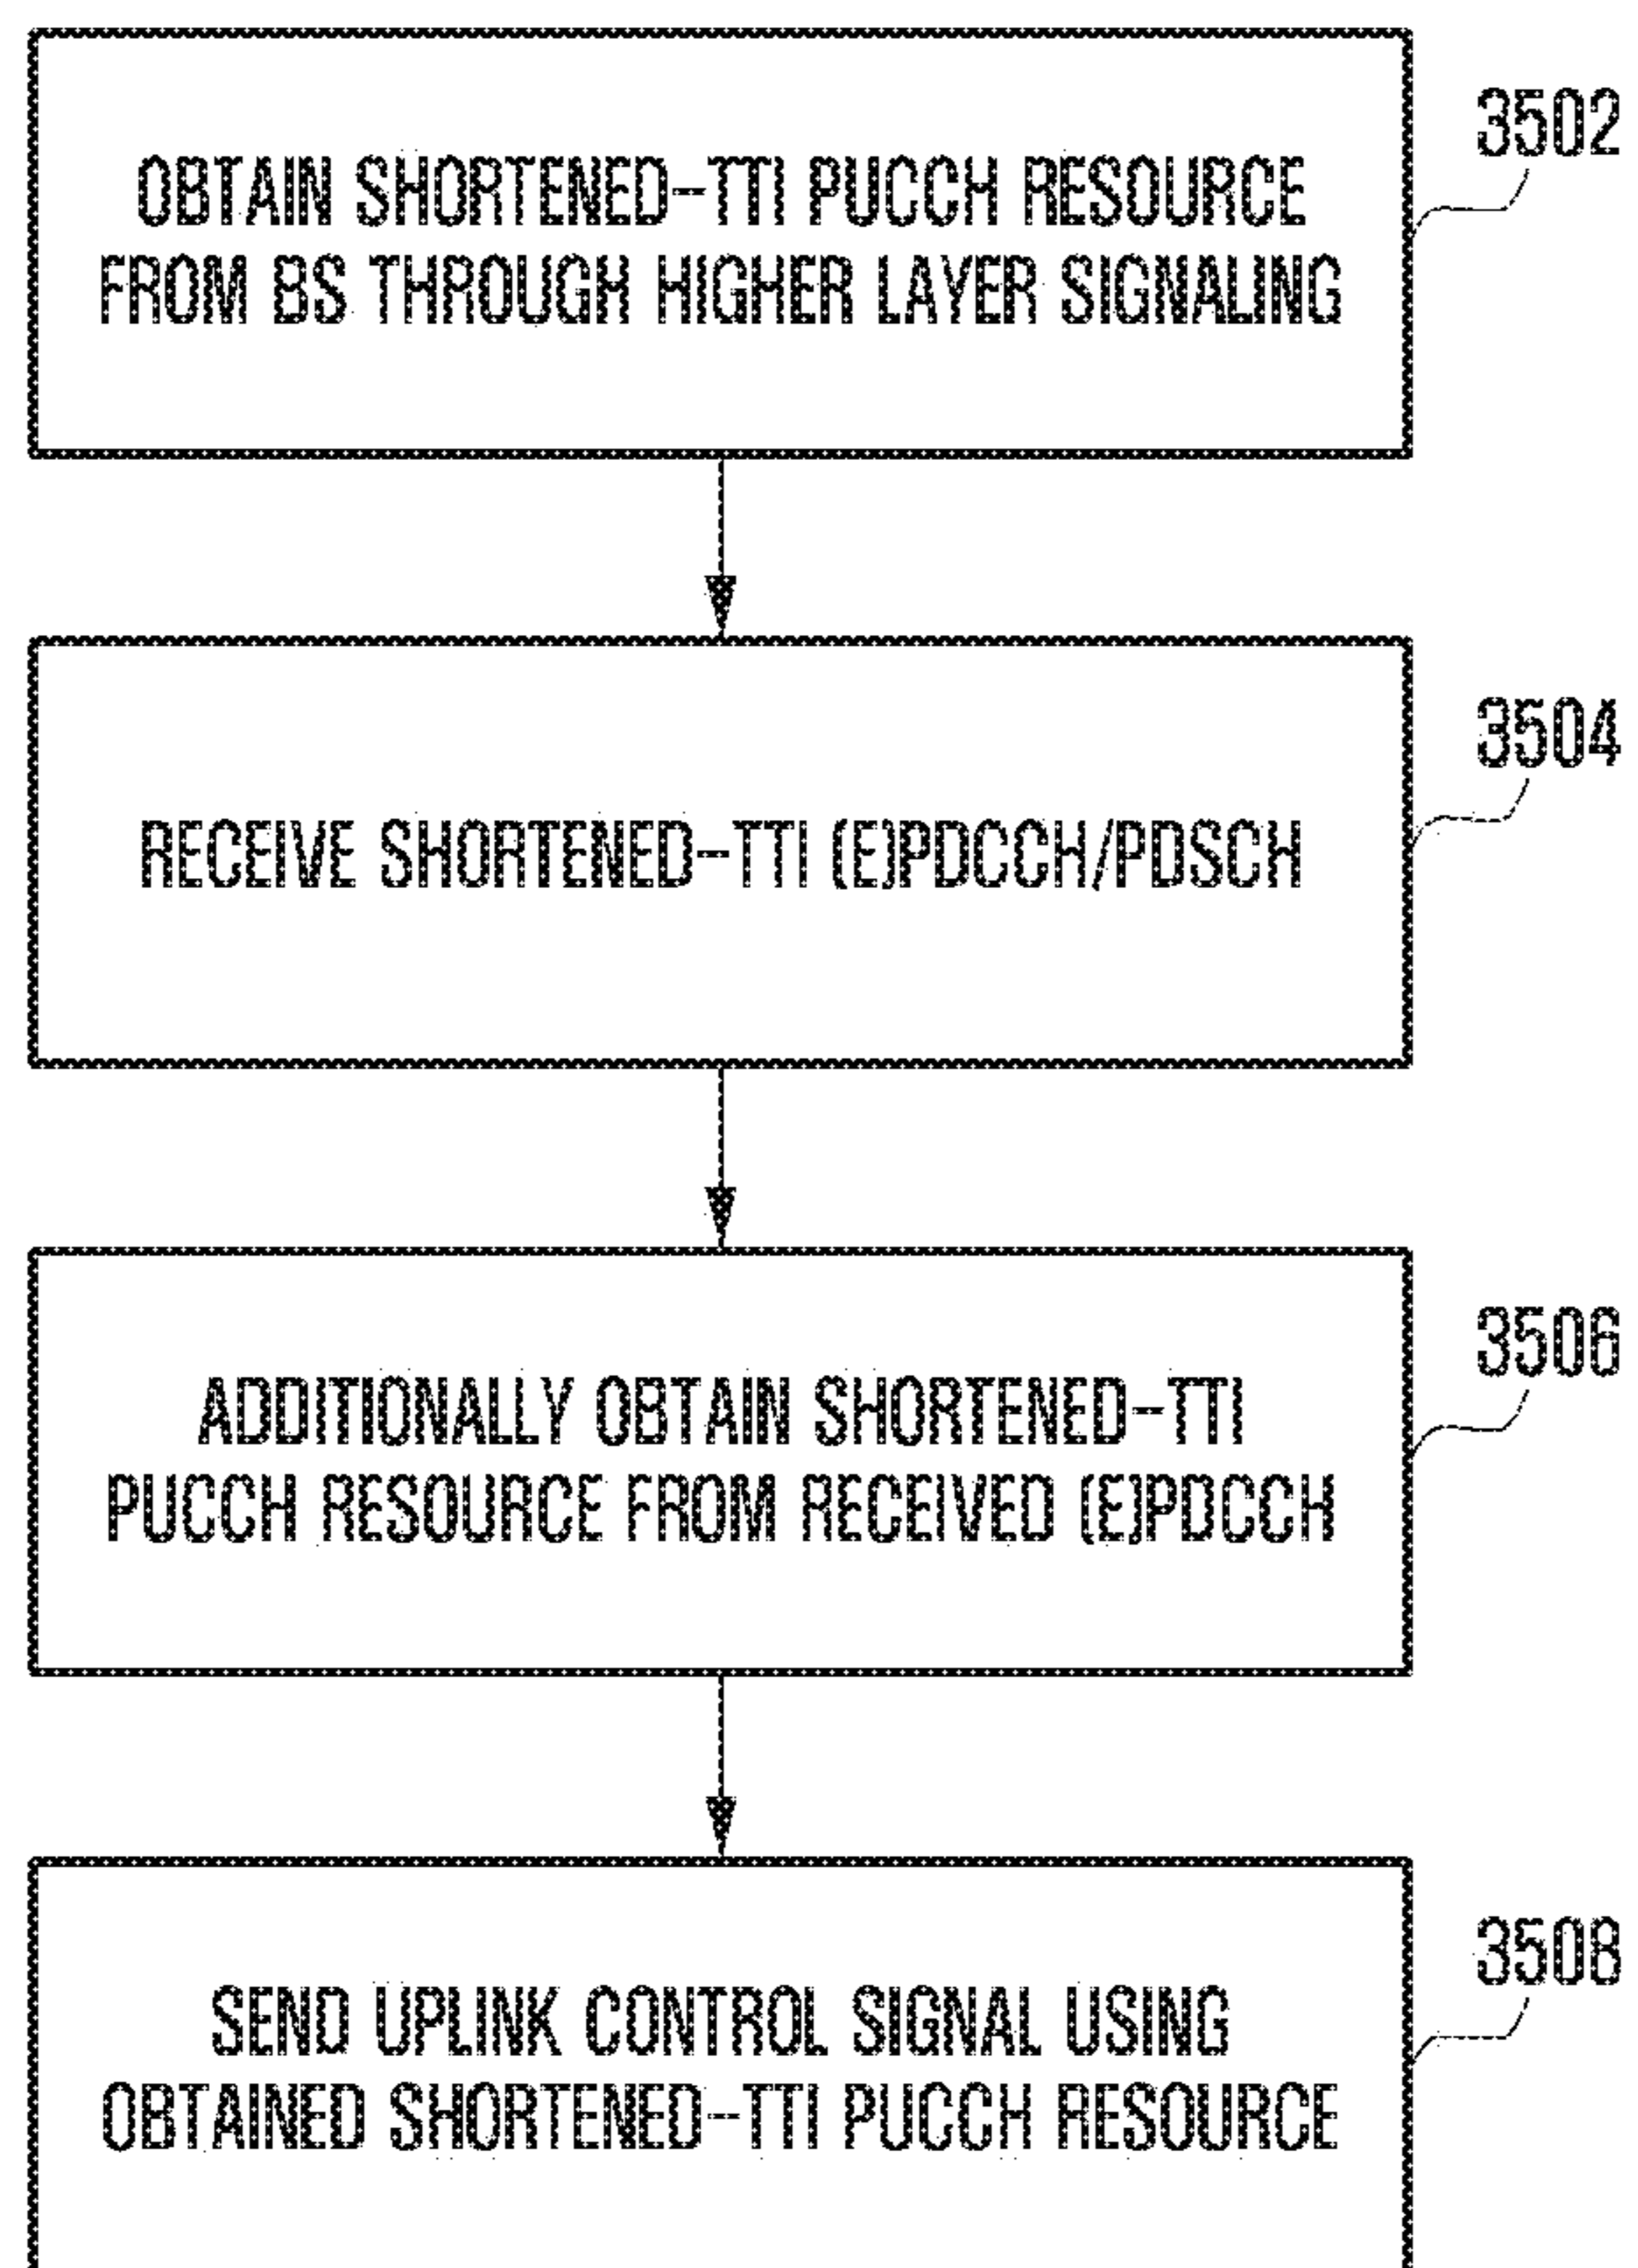 3502
OBTAIN SHORTENED-TTI PUCCH RESOURCE
FROM BS THROUGH HIGHER LAYER SIGNALING
3504
RECEIVE SHORTENED-TTI (E)PDCCH/PDSCH
3506
ADDITIONALLY OBTAIN SHORTENED-TTI
PUCCH RESOURCE FROM RECEIVED (E)PDCCH
3508
SEND UPLINK CONTROL SIGNAL USING
OBTAINED SHORTENED-TTI PUCCH RESOURCE